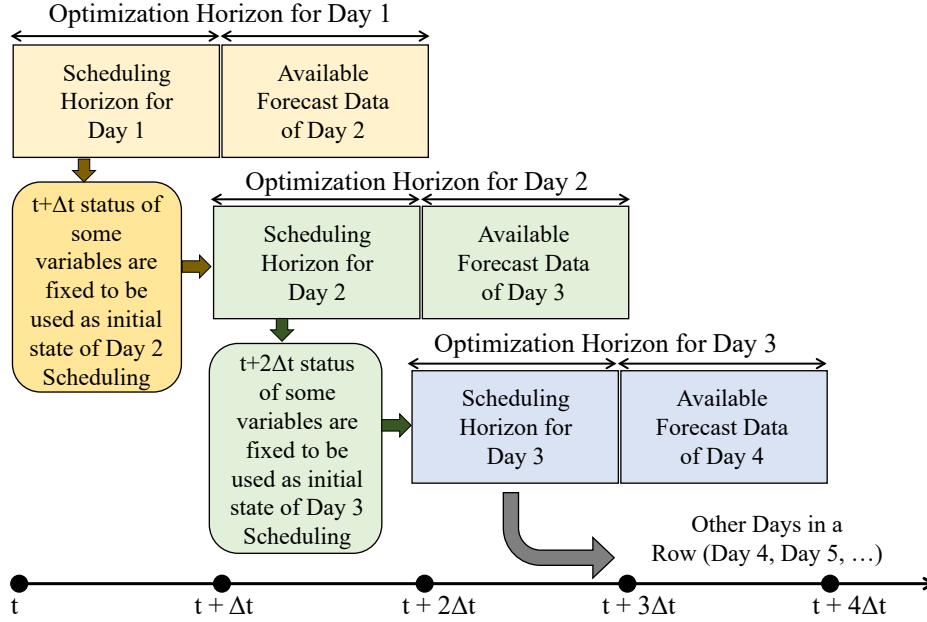 Optimization Horizon for Day 1
Scheduling
Horizon for
Day 1
Available
Forecast Data
of Day 2
t+Δt status of
some
variables are
fixed to be
used as initial
state of Day 2
Scheduling
Optimization Horizon for Day 2
Scheduling
Horizon for
Day 2
Available
Forecast Data
of Day 3
t+2Δt status
of some
variables are
fixed to be
used as initial
state of Day 3
Scheduling
Optimization Horizon for Day 3
Scheduling
Horizon for
Day 3
Available
Forecast Data
of Day 4
Other Days in a
Row (Day 4, Day 5, …)
t
t + Δt
t + 2Δt
t + 3Δt
t + 4Δt